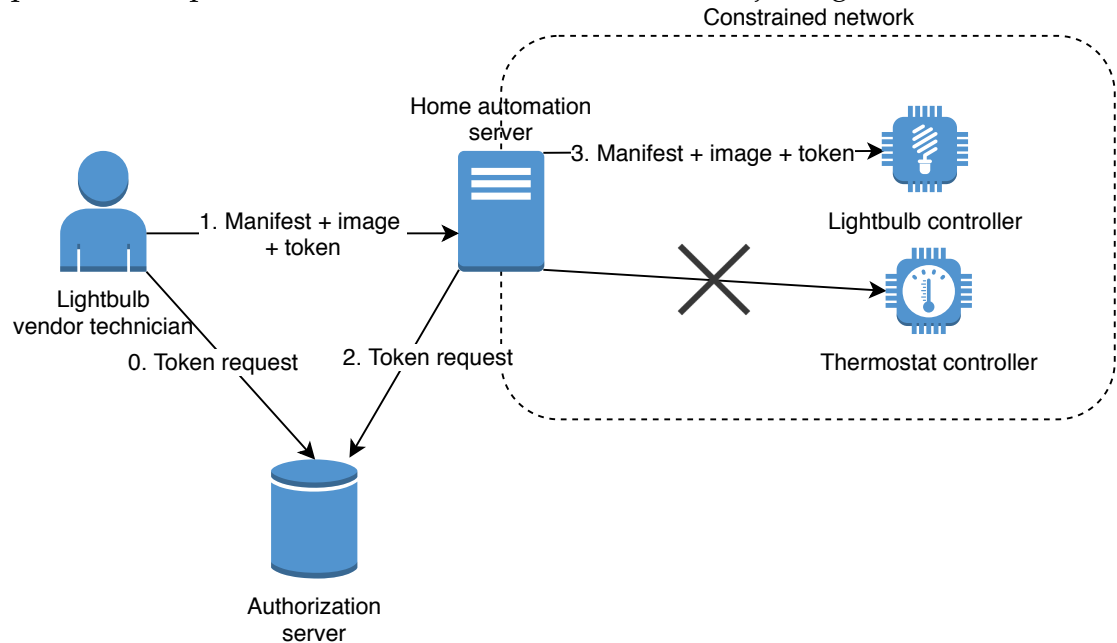 Constrained network
Home automation
server
3. Manifest + image + token
1. Manifest + image
+ token
Lightbulb controller
Lightbulb
vendor technician
0. Token request
2. Token request
Thermostat controller
Authorization
server